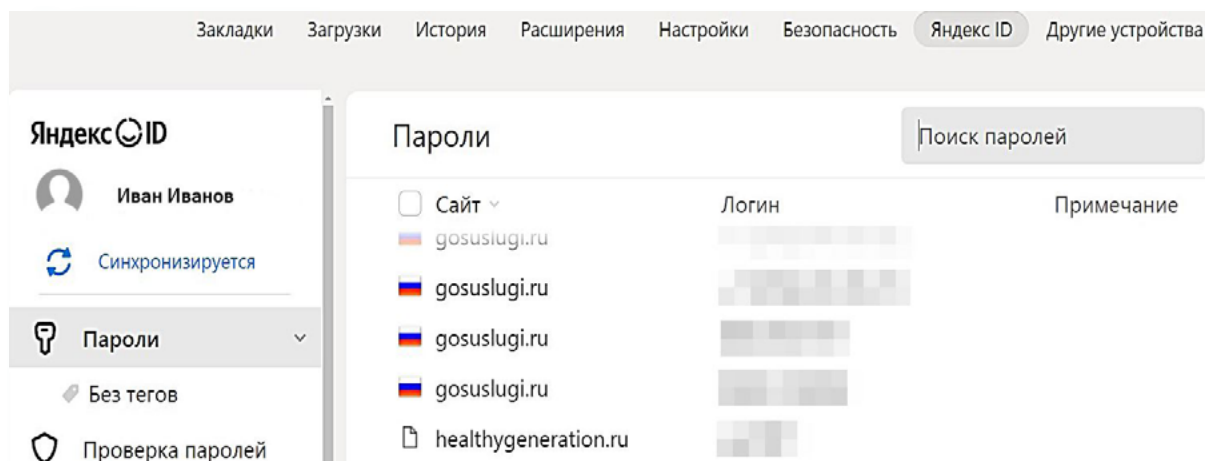 Закладки Загрузки История Расширения Настройки Безопасность Яндекс ID Другие устройства
Яндекс ID
Иван Иванов
Синхронизируется
Пароли
Без тегов
Проверка паролей
Пароли
Поиск паролей
Сайт Логин Примечание
gosuslugi.ru
gosuslugi.ru
gosuslugi.ru
gosuslugi.ru
healthygeneration.ru